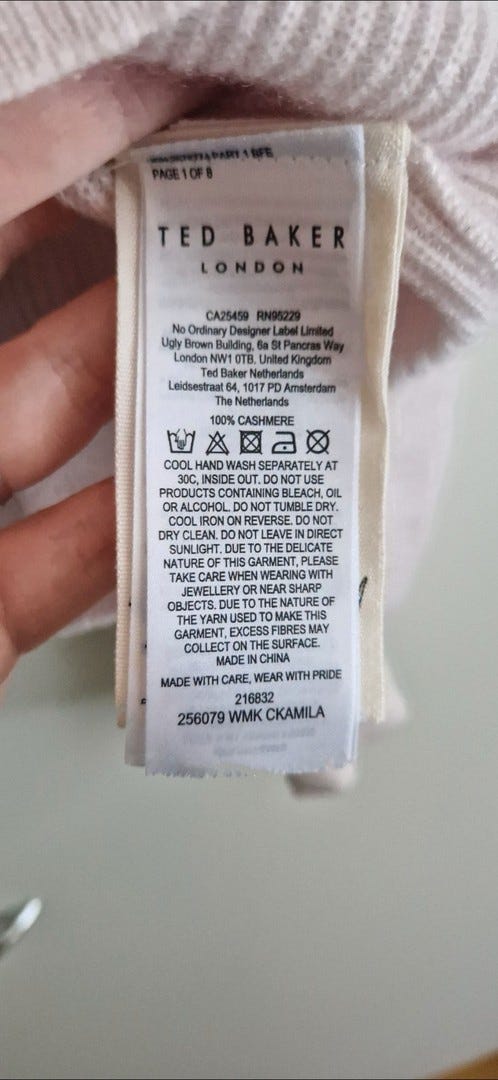 PART 1 BFE
PAGE 1 OF 8
TED BAKER
LONDON
CA25459 RN95229
No Ordinary Designer Label Limited
Ugly Brown Building, 6a St Pancras Way
London NW1 0TB, United Kingdom
Ted Baker Netherlands
Leidsestraat 64, 1017 PD Amsterdam
The Netherlands
100% CASHMERE
COOL HAND WASH SEPARATELY AT
30C, INSIDE OUT. DO NOT USE
PRODUCTS CONTAINING BLEACH, OIL
OR ALCOHOL. DO NOT TUMBLE DRY.
COOL IRON ON REVERSE. DO NOT
DRY CLEAN. DO NOT LEAVE IN DIRECT
SUNLIGHT. DUE TO THE DELICATE
NATURE OF THIS GARMENT, PLEASE
TAKE CARE WHEN WEARING WITH
JEWELLERY OR NEAR SHARP
OBJECTS. DUE TO THE NATURE OF
THE YARN USED TO MAKE THIS
GARMENT, EXCESS FIBRES MAY
COLLECT ON THE SURFACE.
MADE IN CHINA
MADE WITH CARE, WEAR WITH PRIDE
216832
256079 WMK CKAMILA